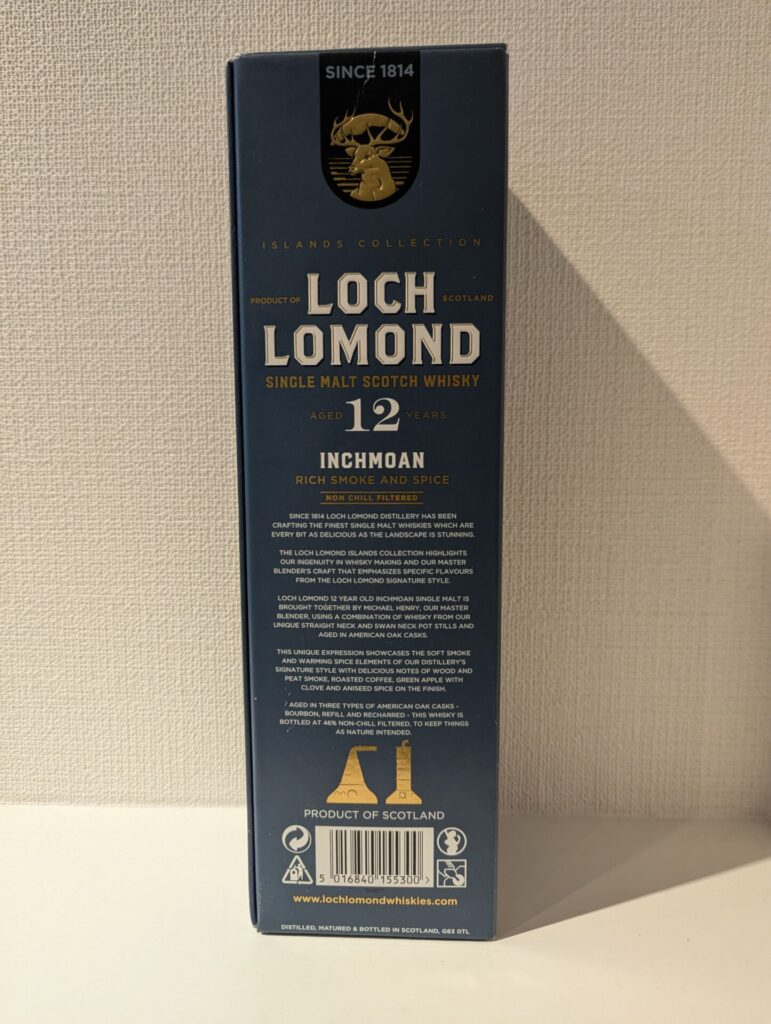 SINCE 1814
ISLANDS COLLECTION
PRODUCT OF LOCH SCOTLAND
LOMOND
SINGLE MALT SCOTCH WHISKY
AGED 12 YEARS
INCHMOAN
RICH SMOKE AND SPICE
NON CHILL FILTERED
SINCE 1814 LOCH LOMOND DISTILLERY HAS BEEN
CRAFTING THE FINEST SINGLE MALT WHISKIES WHICH ARE
EVERY BIT AS DELICIOUS AS THE LANDSCAPE IS STUNNING.
THE LOCH LOMOND ISLANDS COLLECTION HIGHLIGHTS
OUR INGENUITY IN WHISKY MAKING AND OUR MASTER
BLENDER'S CRAFT THAT EMPHASIZES SPECIFIC FLAVOURS
FROM THE LOCH LOMOND SIGNATURE STYLE.
LOCH LOMOND 12 YEAR OLD INCHMOAN SINGLE MALT IS
BROUGHT TOGETHER BY MICHAEL HENRY, OUR MASTER
BLENDER, USING A COMBINATION OF WHISKY FROM OUR
UNIQUE STRAIGHT NECK AND SWAN NECK POT STILLS AND
AGED IN AMERICAN OAK CASKS.
THIS UNIQUE EXPRESSION SHOWCASES THE SOFT SMOKE
AND WARMING SPICE ELEMENTS OF OUR DISTILLERY'S
SIGNATURE STYLE WITH DELICIOUS NOTES OF WOOD AND
PEAT SMOKE, ROASTED COFFEE, GREEN APPLE WITH
CLOVE AND ANISEED SPICE ON THE FINISH.
AGED IN THREE TYPES OF AMERICAN OAK CASKS -
BOURBON, REFILL AND RECHARRED - THIS WHISKY IS
BOTTLED AT 46% NON-CHILL FILTERED, TO KEEP THINGS
AS NATURE INTENDED.
PRODUCT OF SCOTLAND
5 016840 155300 >
www.lochlomondwhiskies.com
DISTILLED, MATURED & BOTTLED IN SCOTLAND, G83 0TL